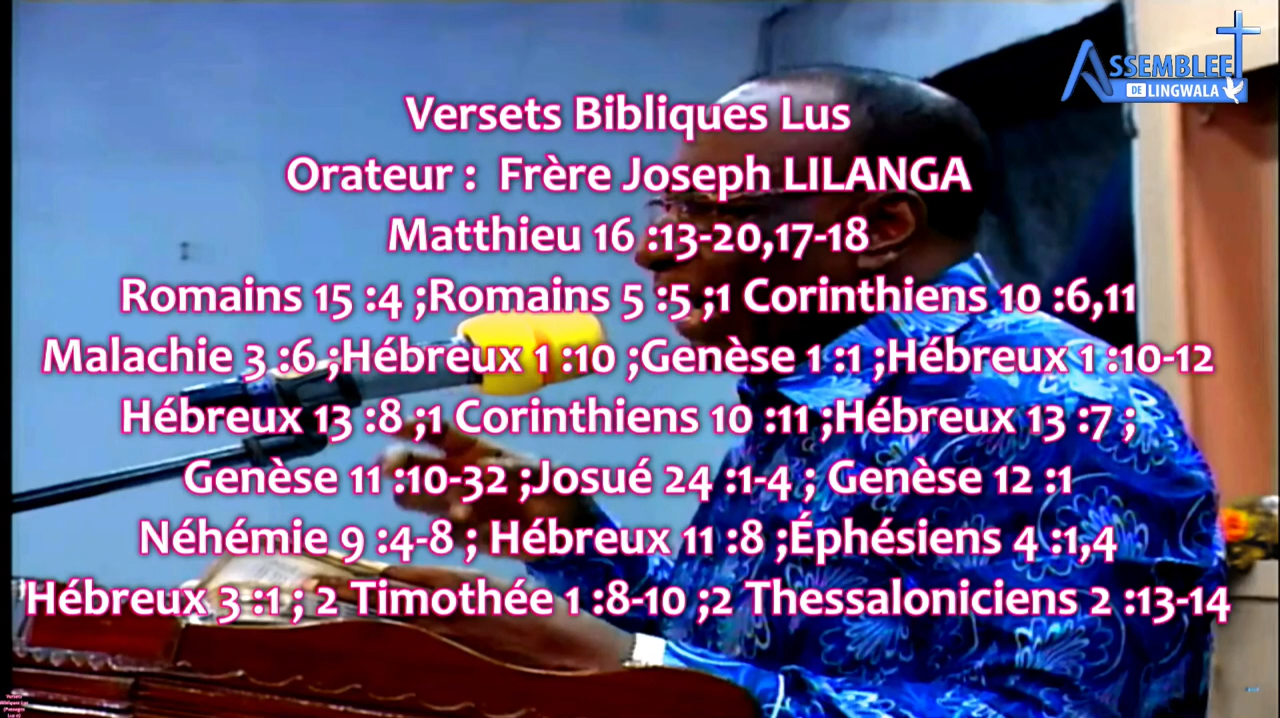 ASSEMBLEE
DE LINGWALA
Versets Bibliques Lus
Orateur : Frère Joseph LILANGA
Matthieu 16 :13-20,17-18
Romains 15 :4 ;Romains 5 :5 ;1 Corinthiens 10 :6,11
Malachie 3 :6 ;Hébreux 1 :10 ;Genèse 1 :1 ;Hébreux 1 :10-12
Hébreux 13 :8 ;1 Corinthiens 10 :11 ;Hébreux 13 :7 ;
Genèse 11 :10-32 ;Josué 24 :1-4 ; Genèse 12 :1
Néhémie 9 :4-8 ; Hébreux 11 :8 ;Éphésiens 4 :1,4
Hébreux 3 :1 ; 2 Timothée 1 :8-10 ;2 Thessaloniciens 2 :13-14
Versets
Bibliques Lus